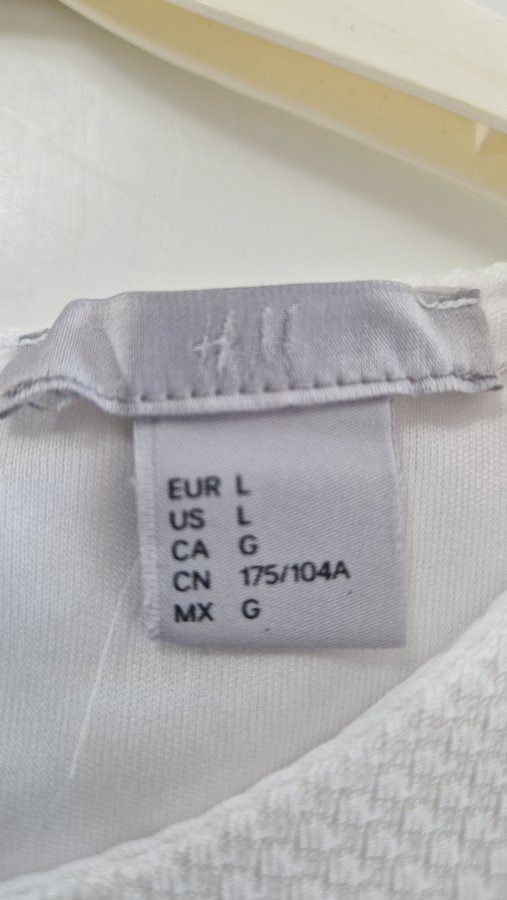 H&M
EUR L
US L
CA G
CN 175/104A
MX G